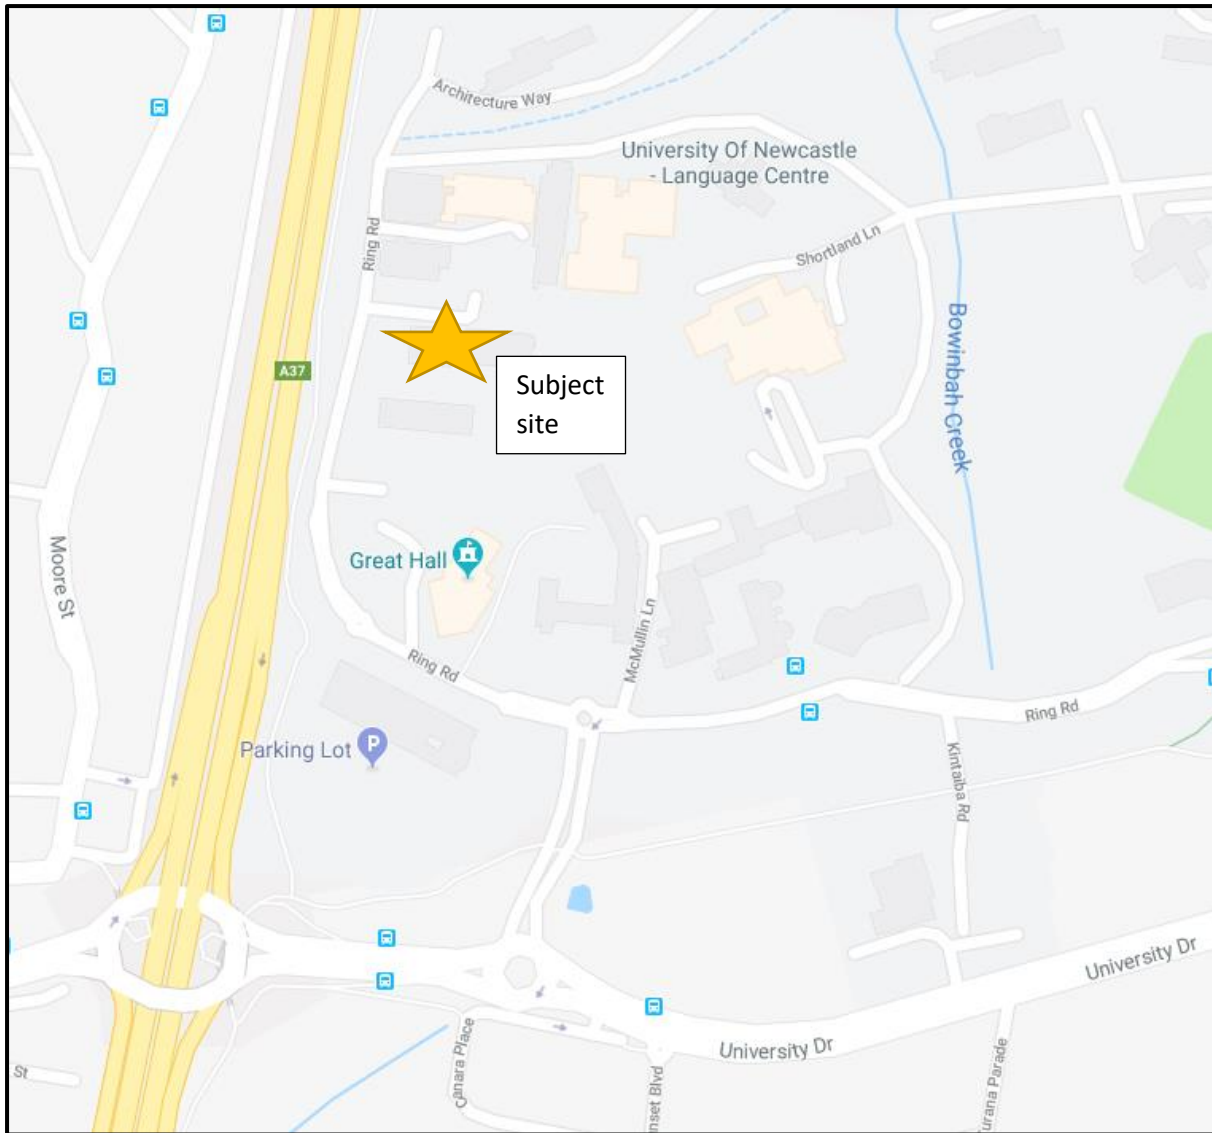 Architecture Way
University Of Newcastle
- Language Centre
Ring Rd
Shortland Ln
Bowinbah Creek
A37
Subject
site
Moore St
Great Hall
McMullin Ln
Ring Rd
Ring Rd
Parking Lot
P
Kintaiba Rd
University Dr
University Dr
St
Canara Place
nset Blvd
urana Parade